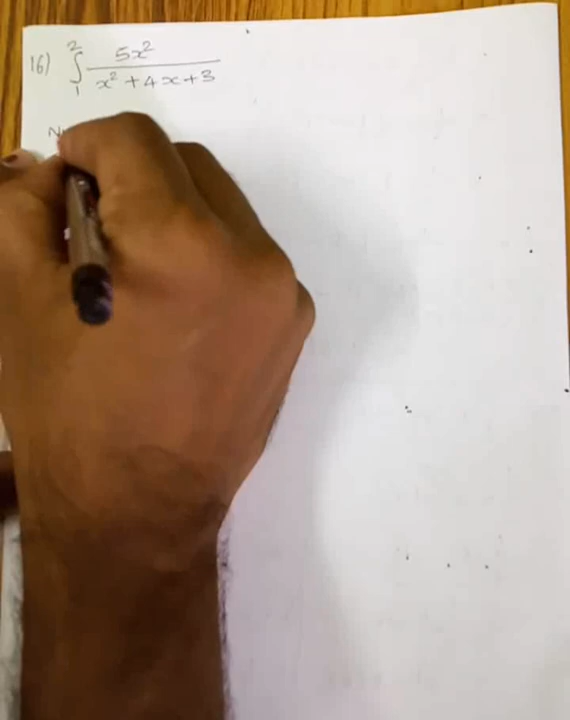 16) ∫₁² 5x² / x² + 4x + 3